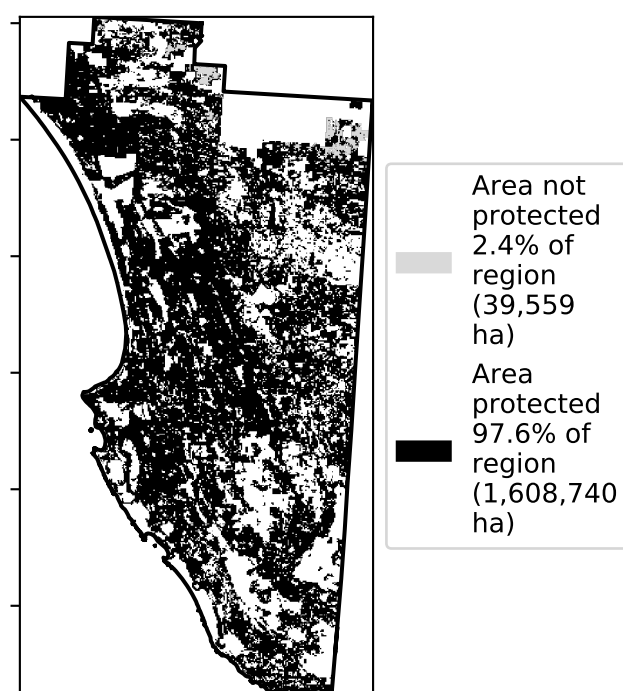 Area not
protected
2.4% of
region
(39,559
ha)
Area
protected
97.6% of
region
(1,608,740
ha)